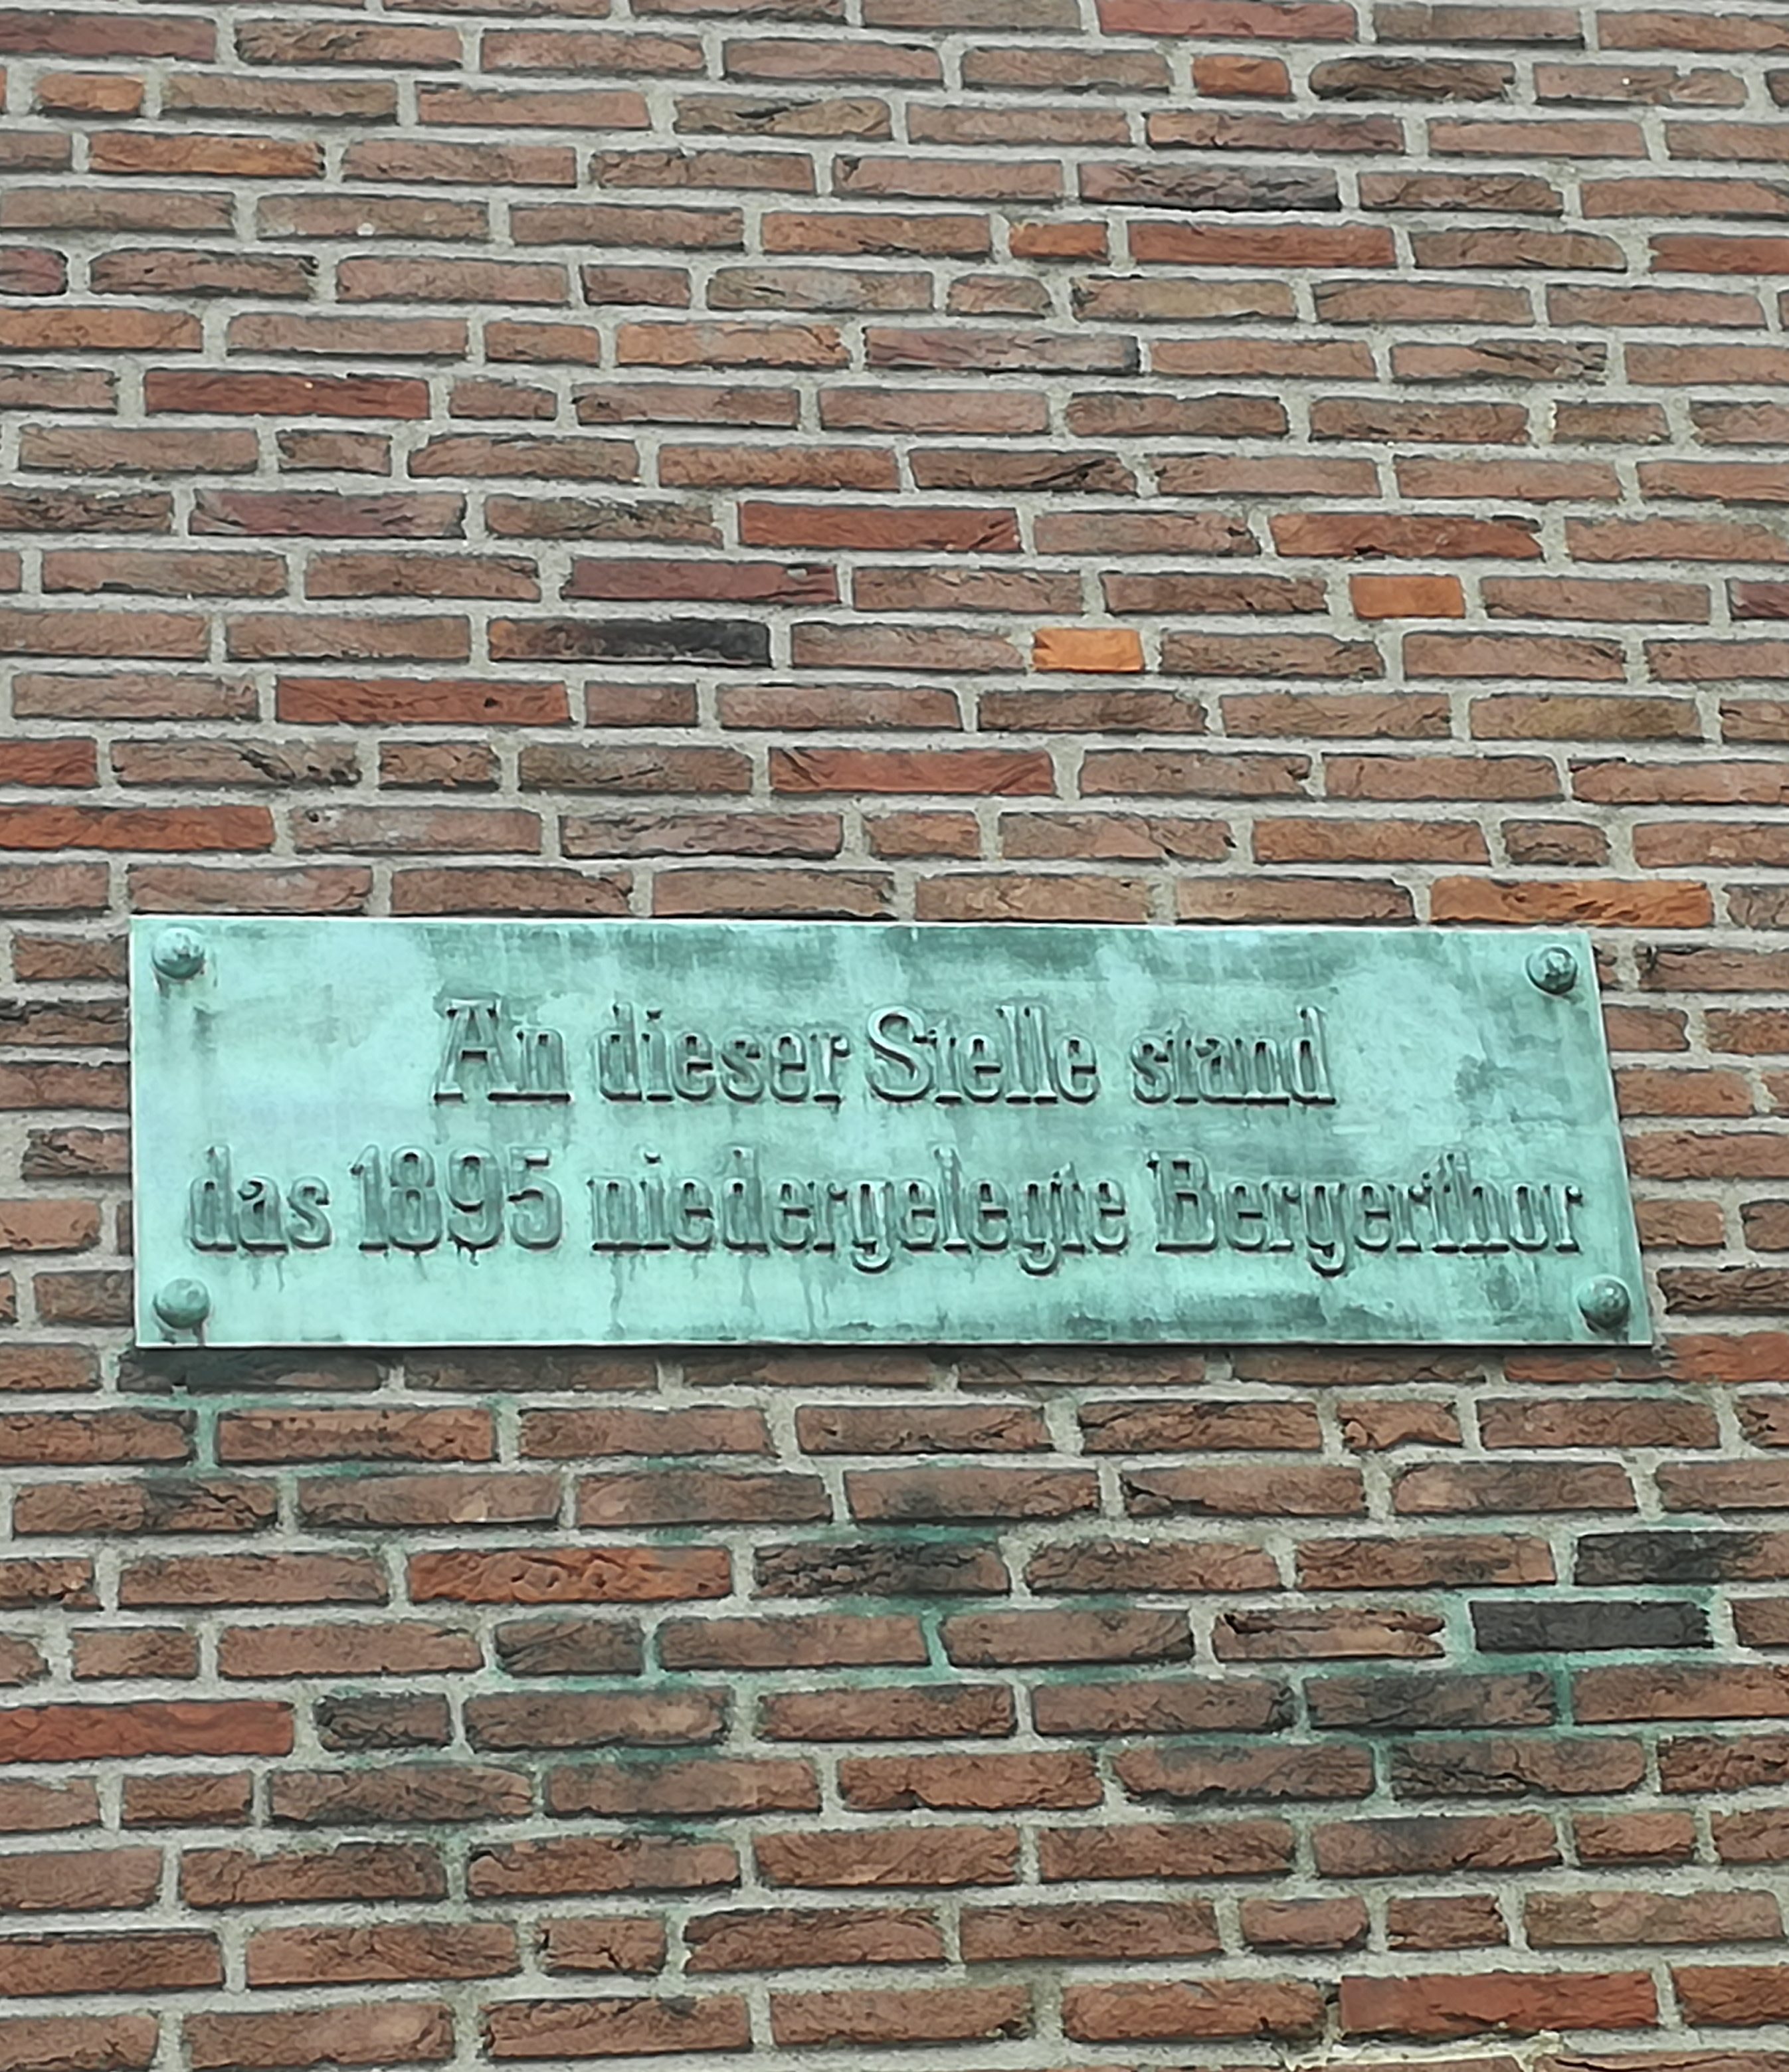 An dieser Stelle stand
das 1895 niedergelegte Bergerthor